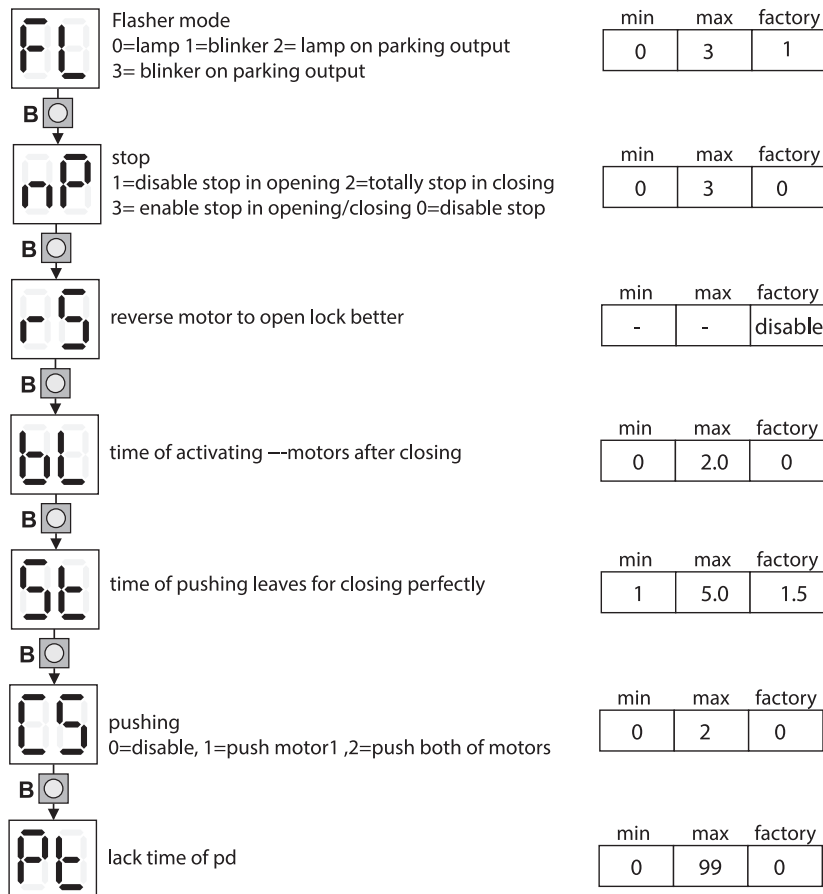 FL
Flasher mode
0=lamp 1=blinker 2= lamp on parking output
3= blinker on parking output
min max factory
0 3 1
B
nP
stop
1=disable stop in opening 2=totally stop in closing
3= enable stop in opening/closing 0=disable stop
min max factory
0 3 0
B
rS
reverse motor to open lock better
min max factory
- - disable
B
bL
time of activating —-motors after closing
min max factory
0 2.0 0
B
St
time of pushing leaves for closing perfectly
min max factory
1 5.0 1.5
B
CS
pushing
0=disable, 1=push motor1 ,2=push both of motors
min max factory
0 2 0
B
Pt
lack time of pd
min max factory
0 99 0